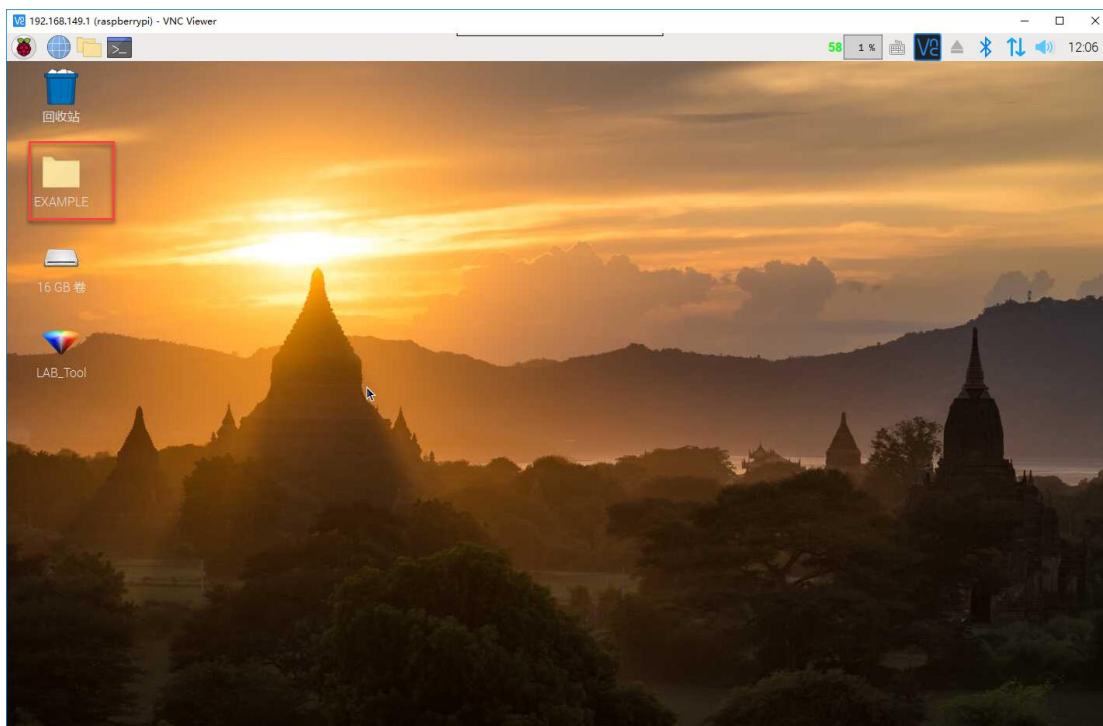 192.168.149.1 (raspberrypi) - VNC Viewer
58 1 % 12:06
回收站
EXAMPLE
16 GB 卷
LAB_Tool